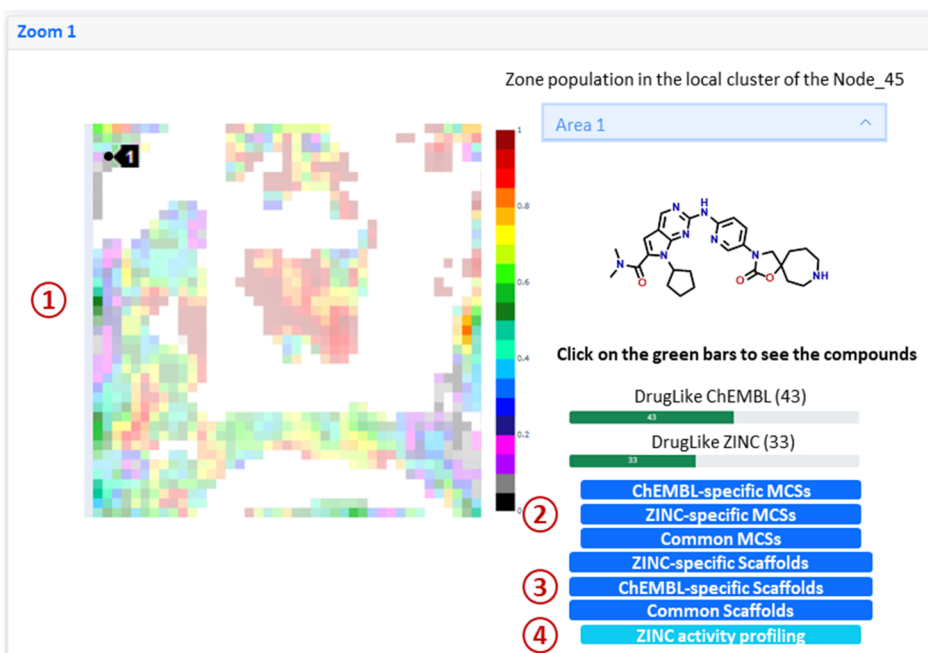 Zoom 1
Zone population in the local cluster of the Node_45
Area 1
1
1
0.8
0.6
0.4
0.2
0
1
N
H
N
N
N
N
N
O
N
O
O
NH
Click on the green bars to see the compounds
DrugLike ChEMBL (43)
43
DrugLike ZINC (33)
33
ChEMBL-specific MCSs
2
ZINC-specific MCSs
Common MCSs
ZINC-specific Scaffolds
3
ChEMBL-specific Scaffolds
Common Scaffolds
4
ZINC activity profiling